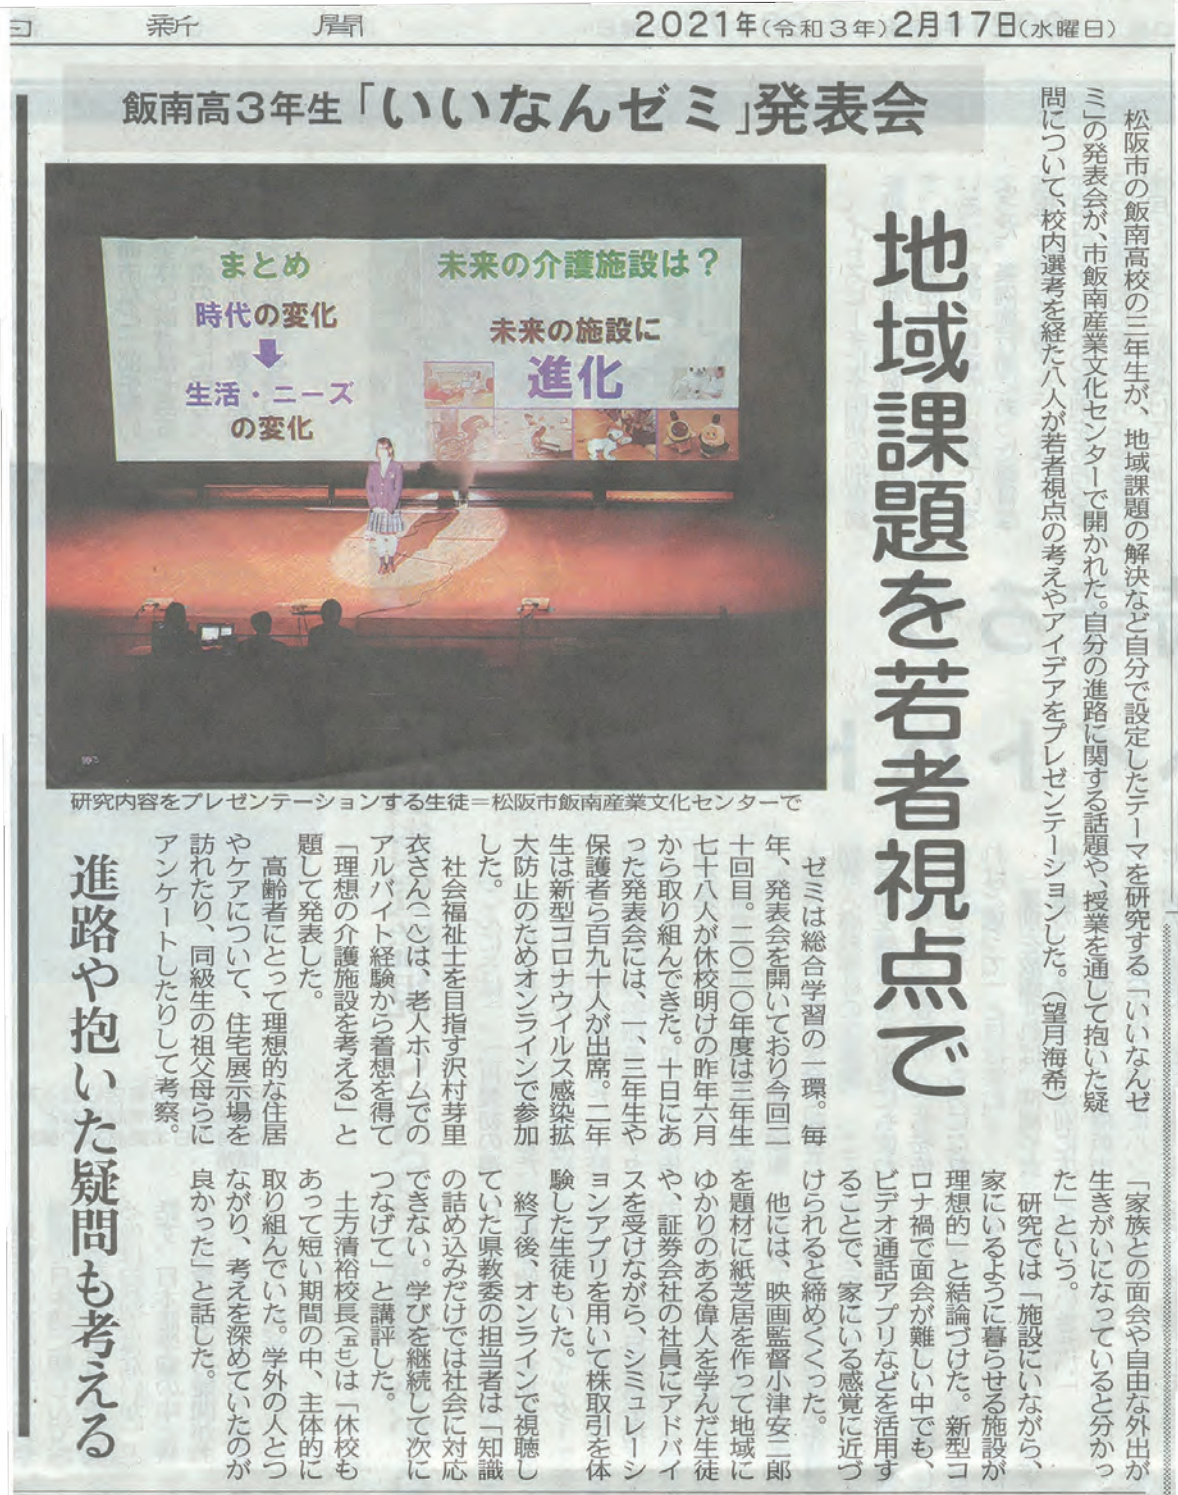 新聞
2021年(令和3年)2月17日(水曜日)
飯南高3年生「いいなんゼミ」発表会
地域課題を若者視点で
松阪市の飯南高校の三年生が、地域課題の解決など自分で設定したテーマを研究する「いいなんゼ
ミ」の発表会が、市飯南産業文化センターで開かれた。自分の進路に関する話題や、授業を通して抱いた疑
問について、校内選考を経た八人が若者視点の考えやアイデアをプレゼンテーションした。(望月海希)
まとめ
時代の変化
生活・ニーズ
の変化
未来の介護施設は?
未来の施設に
進化
研究内容をプレゼンテーションする生徒=松阪市飯南産業文化センターで
進路や抱いた疑問も考える
ゼミは総合学習の一環。毎
年、発表会を開いており今回二
十回目。二〇二〇年度は三年生
七十八人が休校明けの昨年六月
から取り組んできた。十日にあ
った発表会には、一、三年生や
保護者ら百九十人が出席。二年
生は新型コロナウイルス感染拡
大防止のためオンラインで参加
した。
社会福祉士を目指す沢村芽里
衣さん(一八)は、老人ホームでの
アルバイト経験から着想を得て
「理想の介護施設を考える」と
題して発表した。
高齢者にとって理想的な住居
やケアについて、住宅展示場を
訪れたり、同級生の祖父母らに
アンケートしたりして考察。
「家族との面会や自由な外出が
生きがいになっていると分かっ
た」という。
研究では「施設にいながら、
家にいるように暮らせる施設が
理想的」と結論づけた。新型コ
ロナ禍で面会が難しい中でも、
ビデオ通話アプリなどを活用す
ることで、家にいる感覚に近づ
けられると締めくくった。
他には、映画監督小津安二郎
を題材に紙芝居を作って地域に
ゆかりのある偉人を学んだ生徒
や、証券会社の社員にアドバイ
スを受けながら、シミュレーシ
ョンアプリを用いて株取引を体
験した生徒もいた。
終了後、オンラインで視聴し
ていた県教委の担当者は「知識
の詰め込みだけでは社会に対応
できない。学びを継続して次に
つなげて」と講評した。
土方清裕校長(五七)は「休校も
あって短い期間の中、主体的に
取り組んでいた。学外の人とつ
ながり、考えを深めていたのが
良かった」と話した。